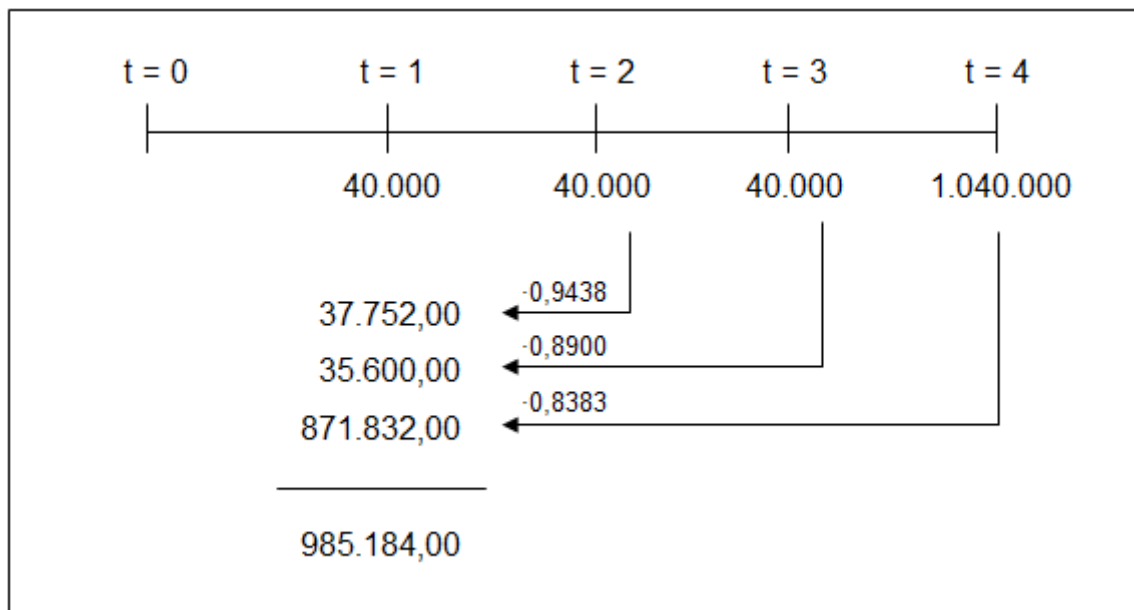 t = 0 t = 1 t = 2 t = 3 t = 4
40.000 40.000 40.000 1.040.000
37.752,00 ·0,9438
35.600,00 ·0,8900
871.832,00 ·0,8383
985.184,00